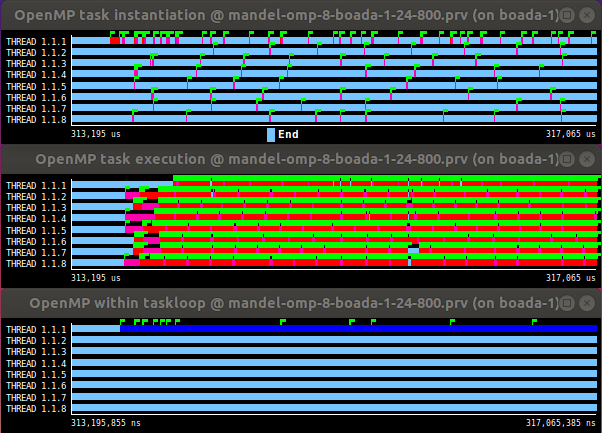 OpenMP task instantiation @ mandel-omp-8-boada-1-24-800.prv (on boada-1)
THREAD 1.1.1
THREAD 1.1.2
THREAD 1.1.3
THREAD 1.1.4
THREAD 1.1.5
THREAD 1.1.6
THREAD 1.1.7
THREAD 1.1.8
313,195 us 317,065 us
End
OpenMP task execution @ mandel-omp-8-boada-1-24-800.prv (on boada-1)
THREAD 1.1.1
THREAD 1.1.2
THREAD 1.1.3
THREAD 1.1.4
THREAD 1.1.5
THREAD 1.1.6
THREAD 1.1.7
THREAD 1.1.8
313,195 us 317,065 us
OpenMP within taskloop @ mandel-omp-8-boada-1-24-800.prv (on boada-1)
THREAD 1.1.1
THREAD 1.1.2
THREAD 1.1.3
THREAD 1.1.4
THREAD 1.1.5
THREAD 1.1.6
THREAD 1.1.7
THREAD 1.1.8
313,195,855 ns 317,065,385 ns